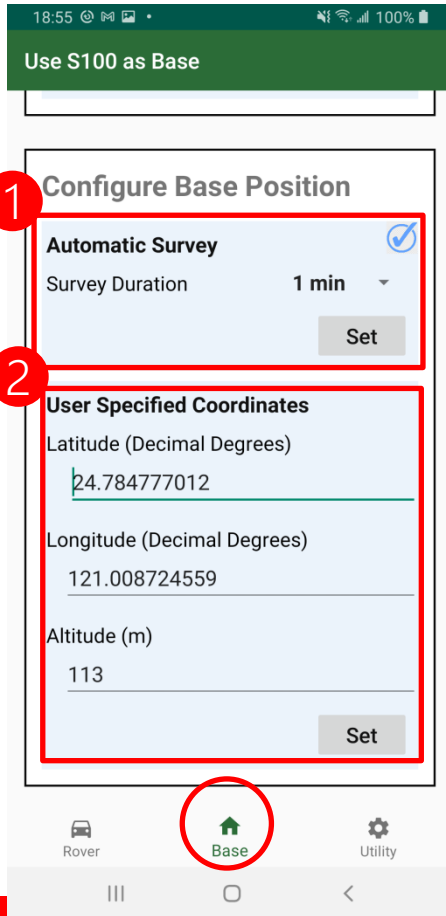 18:55 100%
Use S100 as Base
Configure Base Position
1
Automatic Survey
Survey Duration 1 min
Set
2
User Specified Coordinates
Latitude (Decimal Degrees)
24.784777012
Longitude (Decimal Degrees)
121.008724559
Altitude (m)
113
Set
Rover Base Utility